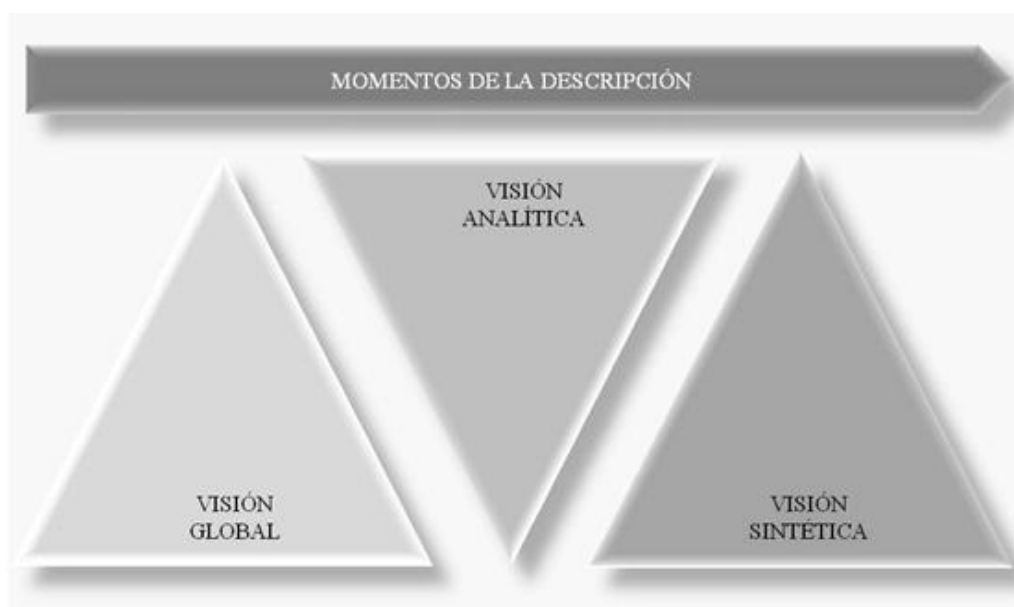 MOMENTOS DE LA DESCRIPCIÓN
VISIÓN
ANALÍTICA
VISIÓN
GLOBAL
VISIÓN
SINTÉTICA